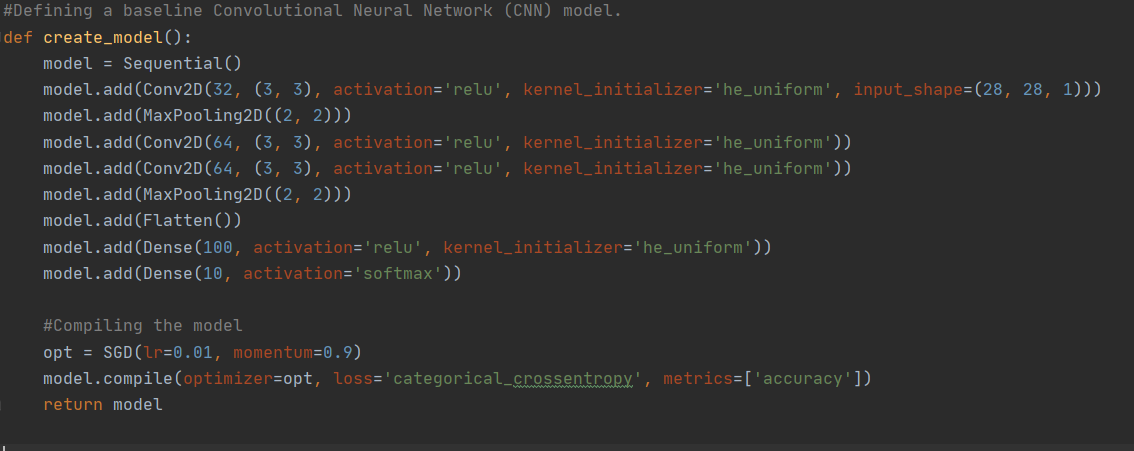 #Defining a baseline Convolutional Neural Network (CNN) model.
def create_model():
    model = Sequential()
    model.add(Conv2D(32, (3, 3), activation='relu', kernel_initializer='he_uniform', input_shape=(28, 28, 1)))
    model.add(MaxPooling2D((2, 2)))
    model.add(Conv2D(64, (3, 3), activation='relu', kernel_initializer='he_uniform'))
    model.add(Conv2D(64, (3, 3), activation='relu', kernel_initializer='he_uniform'))
    model.add(MaxPooling2D((2, 2)))
    model.add(Flatten())
    model.add(Dense(100, activation='relu', kernel_initializer='he_uniform'))
    model.add(Dense(10, activation='softmax'))

    #Compiling the model
    opt = SGD(lr=0.01, momentum=0.9)
    model.compile(optimizer=opt, loss='categorical_crossentropy', metrics=['accuracy'])
    return model